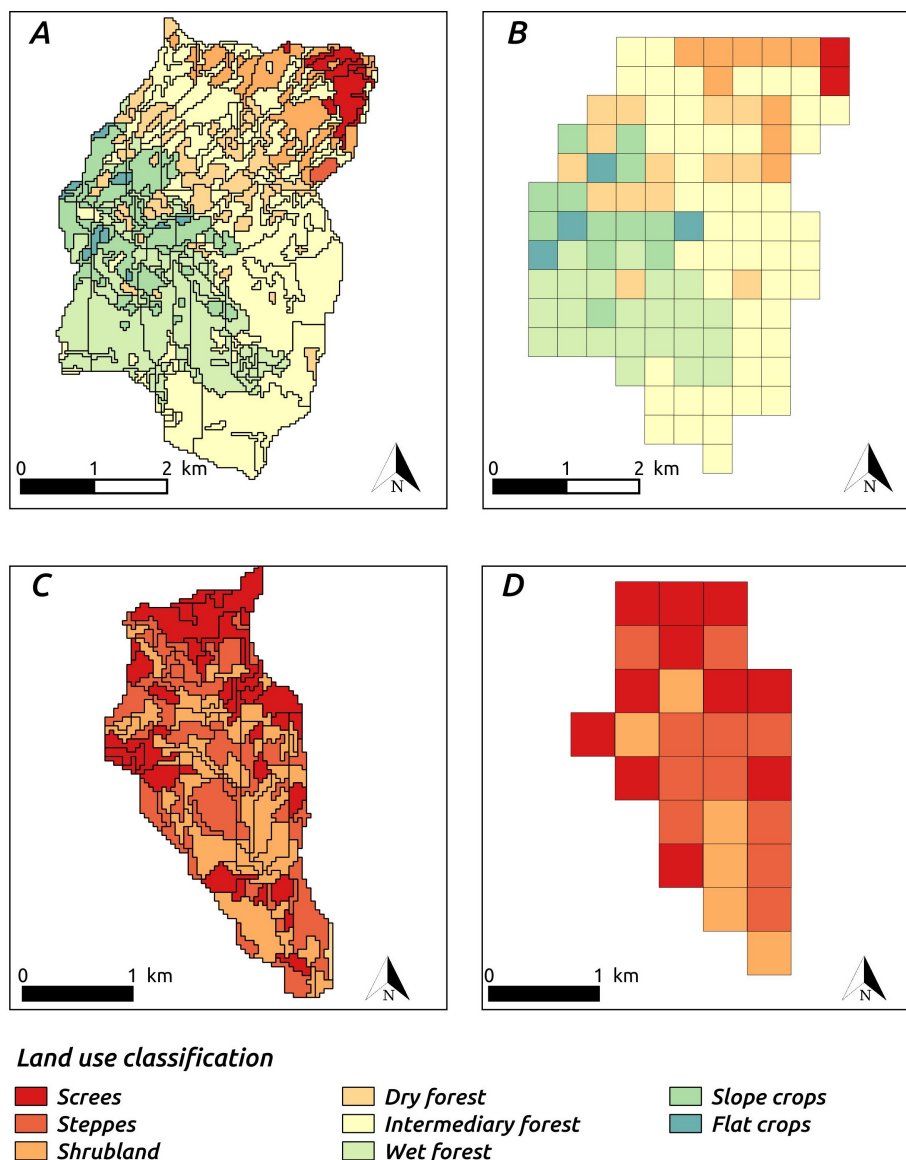 A
B
0 1 2 km
N
0 1 2 km
N
C
D
0 1 km
N
0 1 km
N
Land use classification
Screes Dry forest Slope crops
Steppes Intermediary forest Flat crops
Shrubland Wet forest